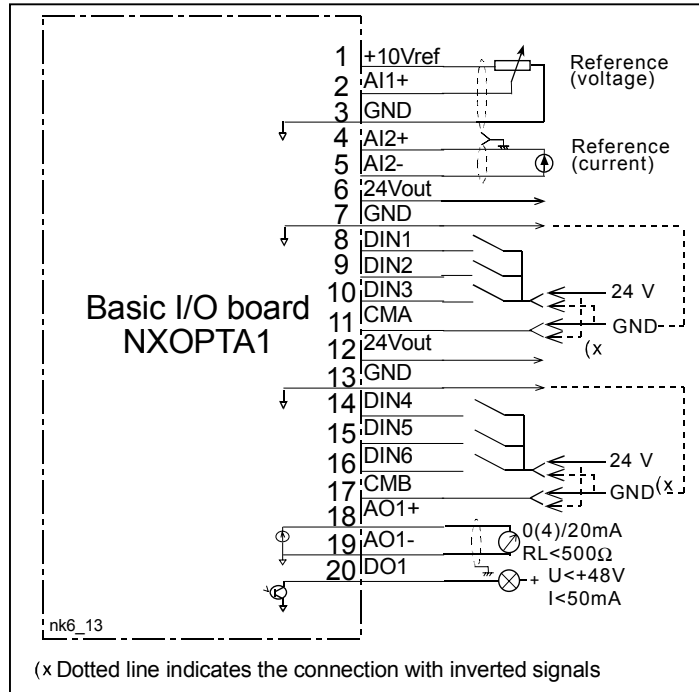 1 +10Vref
2 AI1+
3 GND
4 AI2+
5 AI2-
6 24Vout
7 GND
8 DIN1
9 DIN2
10 DIN3
11 CMA
12 24Vout
13 GND
14 DIN4
15 DIN5
16 DIN6
17 CMB
18 AO1+
19 AO1-
20 DO1
Basic I/O board
NXOPTA1
Reference
(voltage)
Reference
(current)
24 V
GND
(x
24 V
GND (x
0(4)/20mA
RL<500Ω
+ U<+48V
I<50mA
nk6_13
(x Dotted line indicates the connection with inverted signals